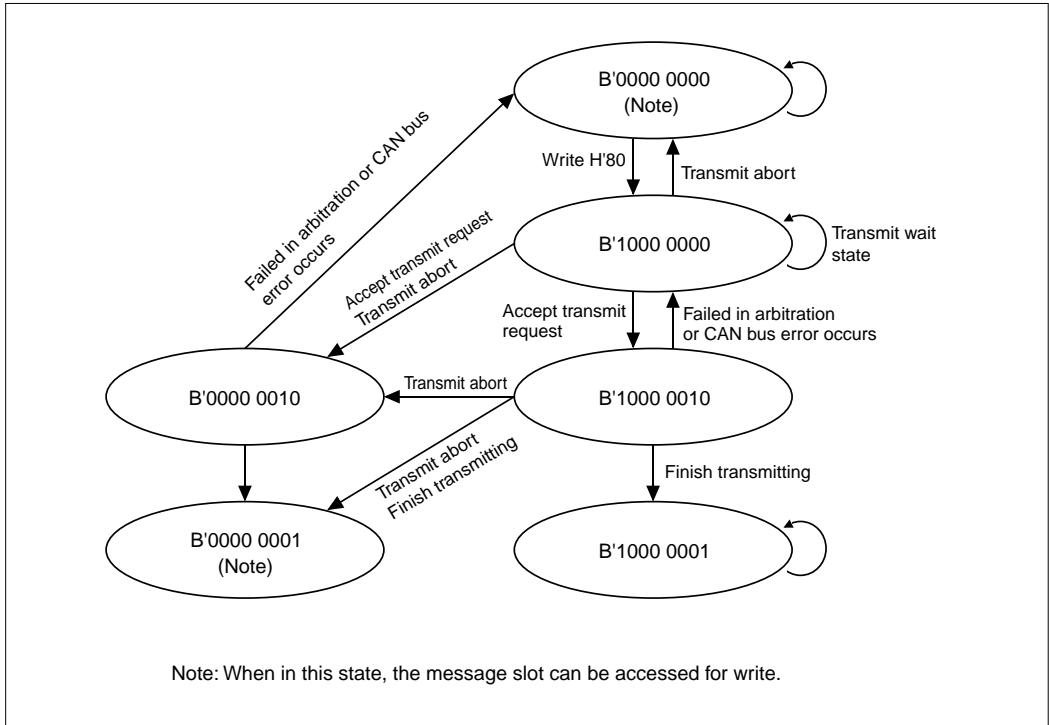 B'0000 0000
(Note)
Write H'80
Transmit abort
Failed in arbitration or CAN bus
error occurs
Accept transmit request
Transmit abort
B'1000 0000
Transmit wait
state
Accept transmit
request
Failed in arbitration
or CAN bus error occurs
B'0000 0010
Transmit abort
B'1000 0010
Transmit abort
Finish transmitting
Finish transmitting
B'0000 0001
(Note)
B'1000 0001
Note: When in this state, the message slot can be accessed for write.